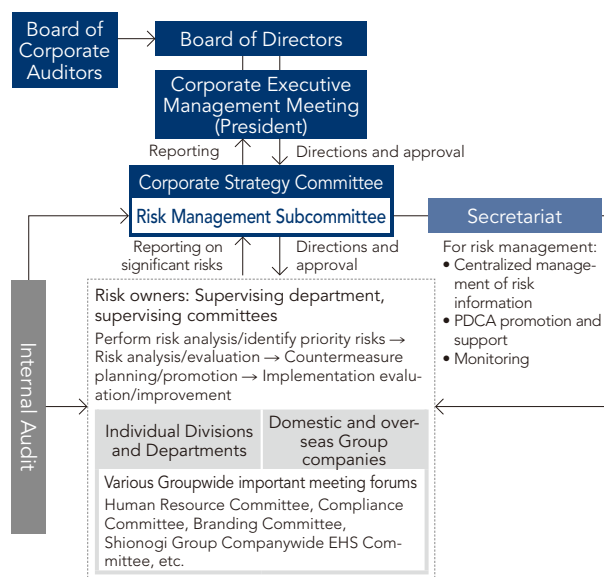 Board of
Corporate
Auditors
Board of Directors
Corporate Executive
Management Meeting
(President)
Reporting
Directions and approval
Corporate Strategy Committee
Risk Management Subcommittee
Secretariat
Reporting on
significant risks
Directions and
approval
For risk management:
• Centralized manage-
ment of risk
information
• PDCA promotion and
support
• Monitoring
Internal Audit
Risk owners: Supervising department,
supervising committees
Perform risk analysis/identify priority risks →
Risk analysis/evaluation → Countermeasure
planning/promotion → Implementation evalu-
ation/improvement
Individual Divisions
and Departments
Domestic and over-
seas Group
companies
Various Groupwide important meeting forums
Human Resource Committee, Compliance
Committee, Branding Committee,
Shionogi Group Companywide EHS Com-
mittee, etc.